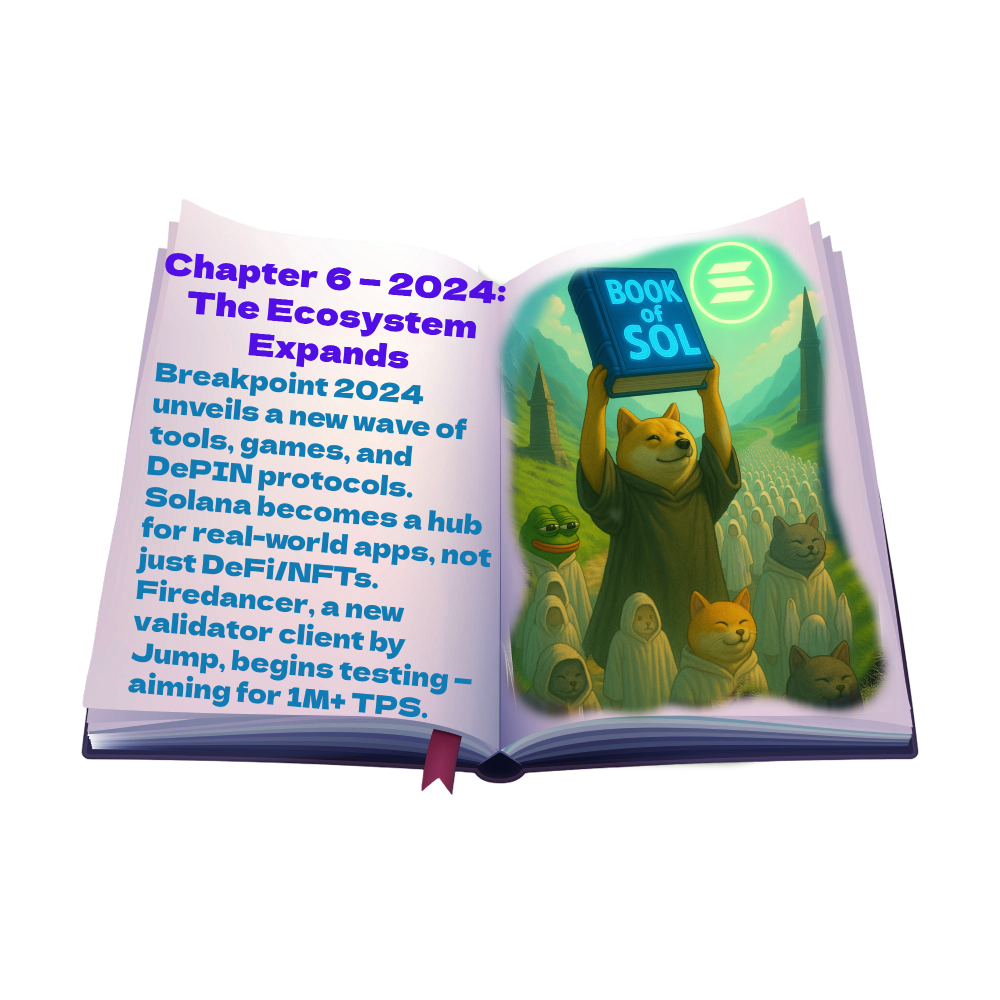 Chapter 6 – 2024:
The Ecosystem
Expands
Breakpoint 2024
unveils a new wave of
tools, games, and
DePIN protocols.
Solana becomes a hub
for real-world apps, not
just DeFi/NFTs.
Firedancer, a new
validator client by
Jump, begins testing –
aiming for 1M+ TPS.
BOOK
of
SOL